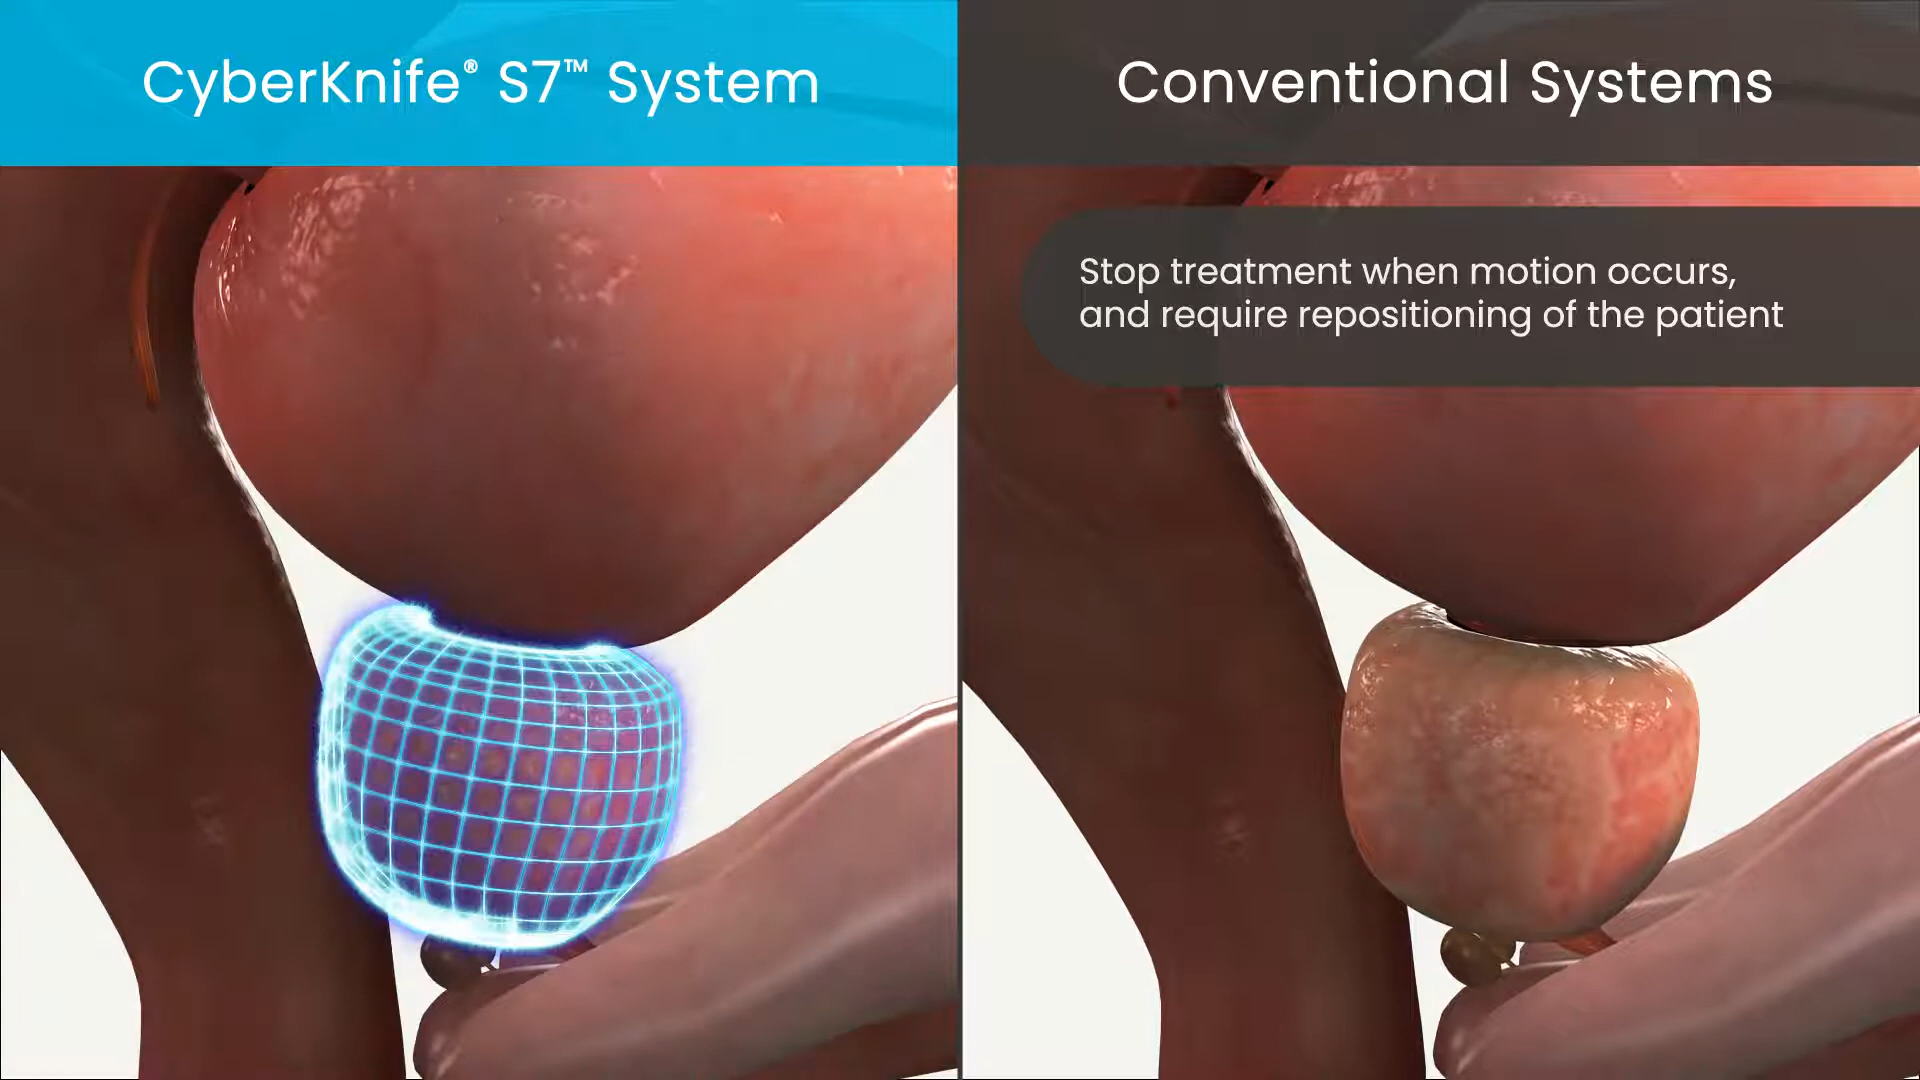 CyberKnife® S7™ System
Conventional Systems
Stop treatment when motion occurs,
and require repositioning of the patient